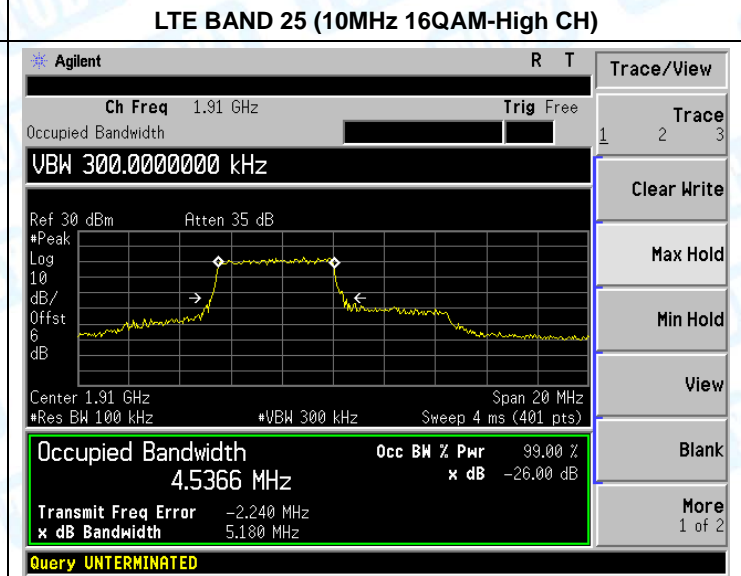 LTE BAND 25 (10MHz 16QAM-High CH)
Agilent R T
Ch Freq 1.91 GHz Trig Free
Occupied Bandwidth
VBW 300.0000000 kHz
Ref 30 dBm Atten 35 dB
#Peak
Log
10
dB/
Offst
6
dB
Center 1.91 GHz Span 20 MHz
#Res BW 100 kHz #VBW 300 kHz Sweep 4 ms (401 pts)
Occupied Bandwidth
4.5366 MHz
Occ BW % Pwr 99.00 %
x dB -26.00 dB
Transmit Freq Error -2.240 MHz
x dB Bandwidth 5.180 MHz
Query UNTERMINATED
Trace/View
Trace
1 2 3
Clear Write
Max Hold
Min Hold
View
Blank
More
1 of 2